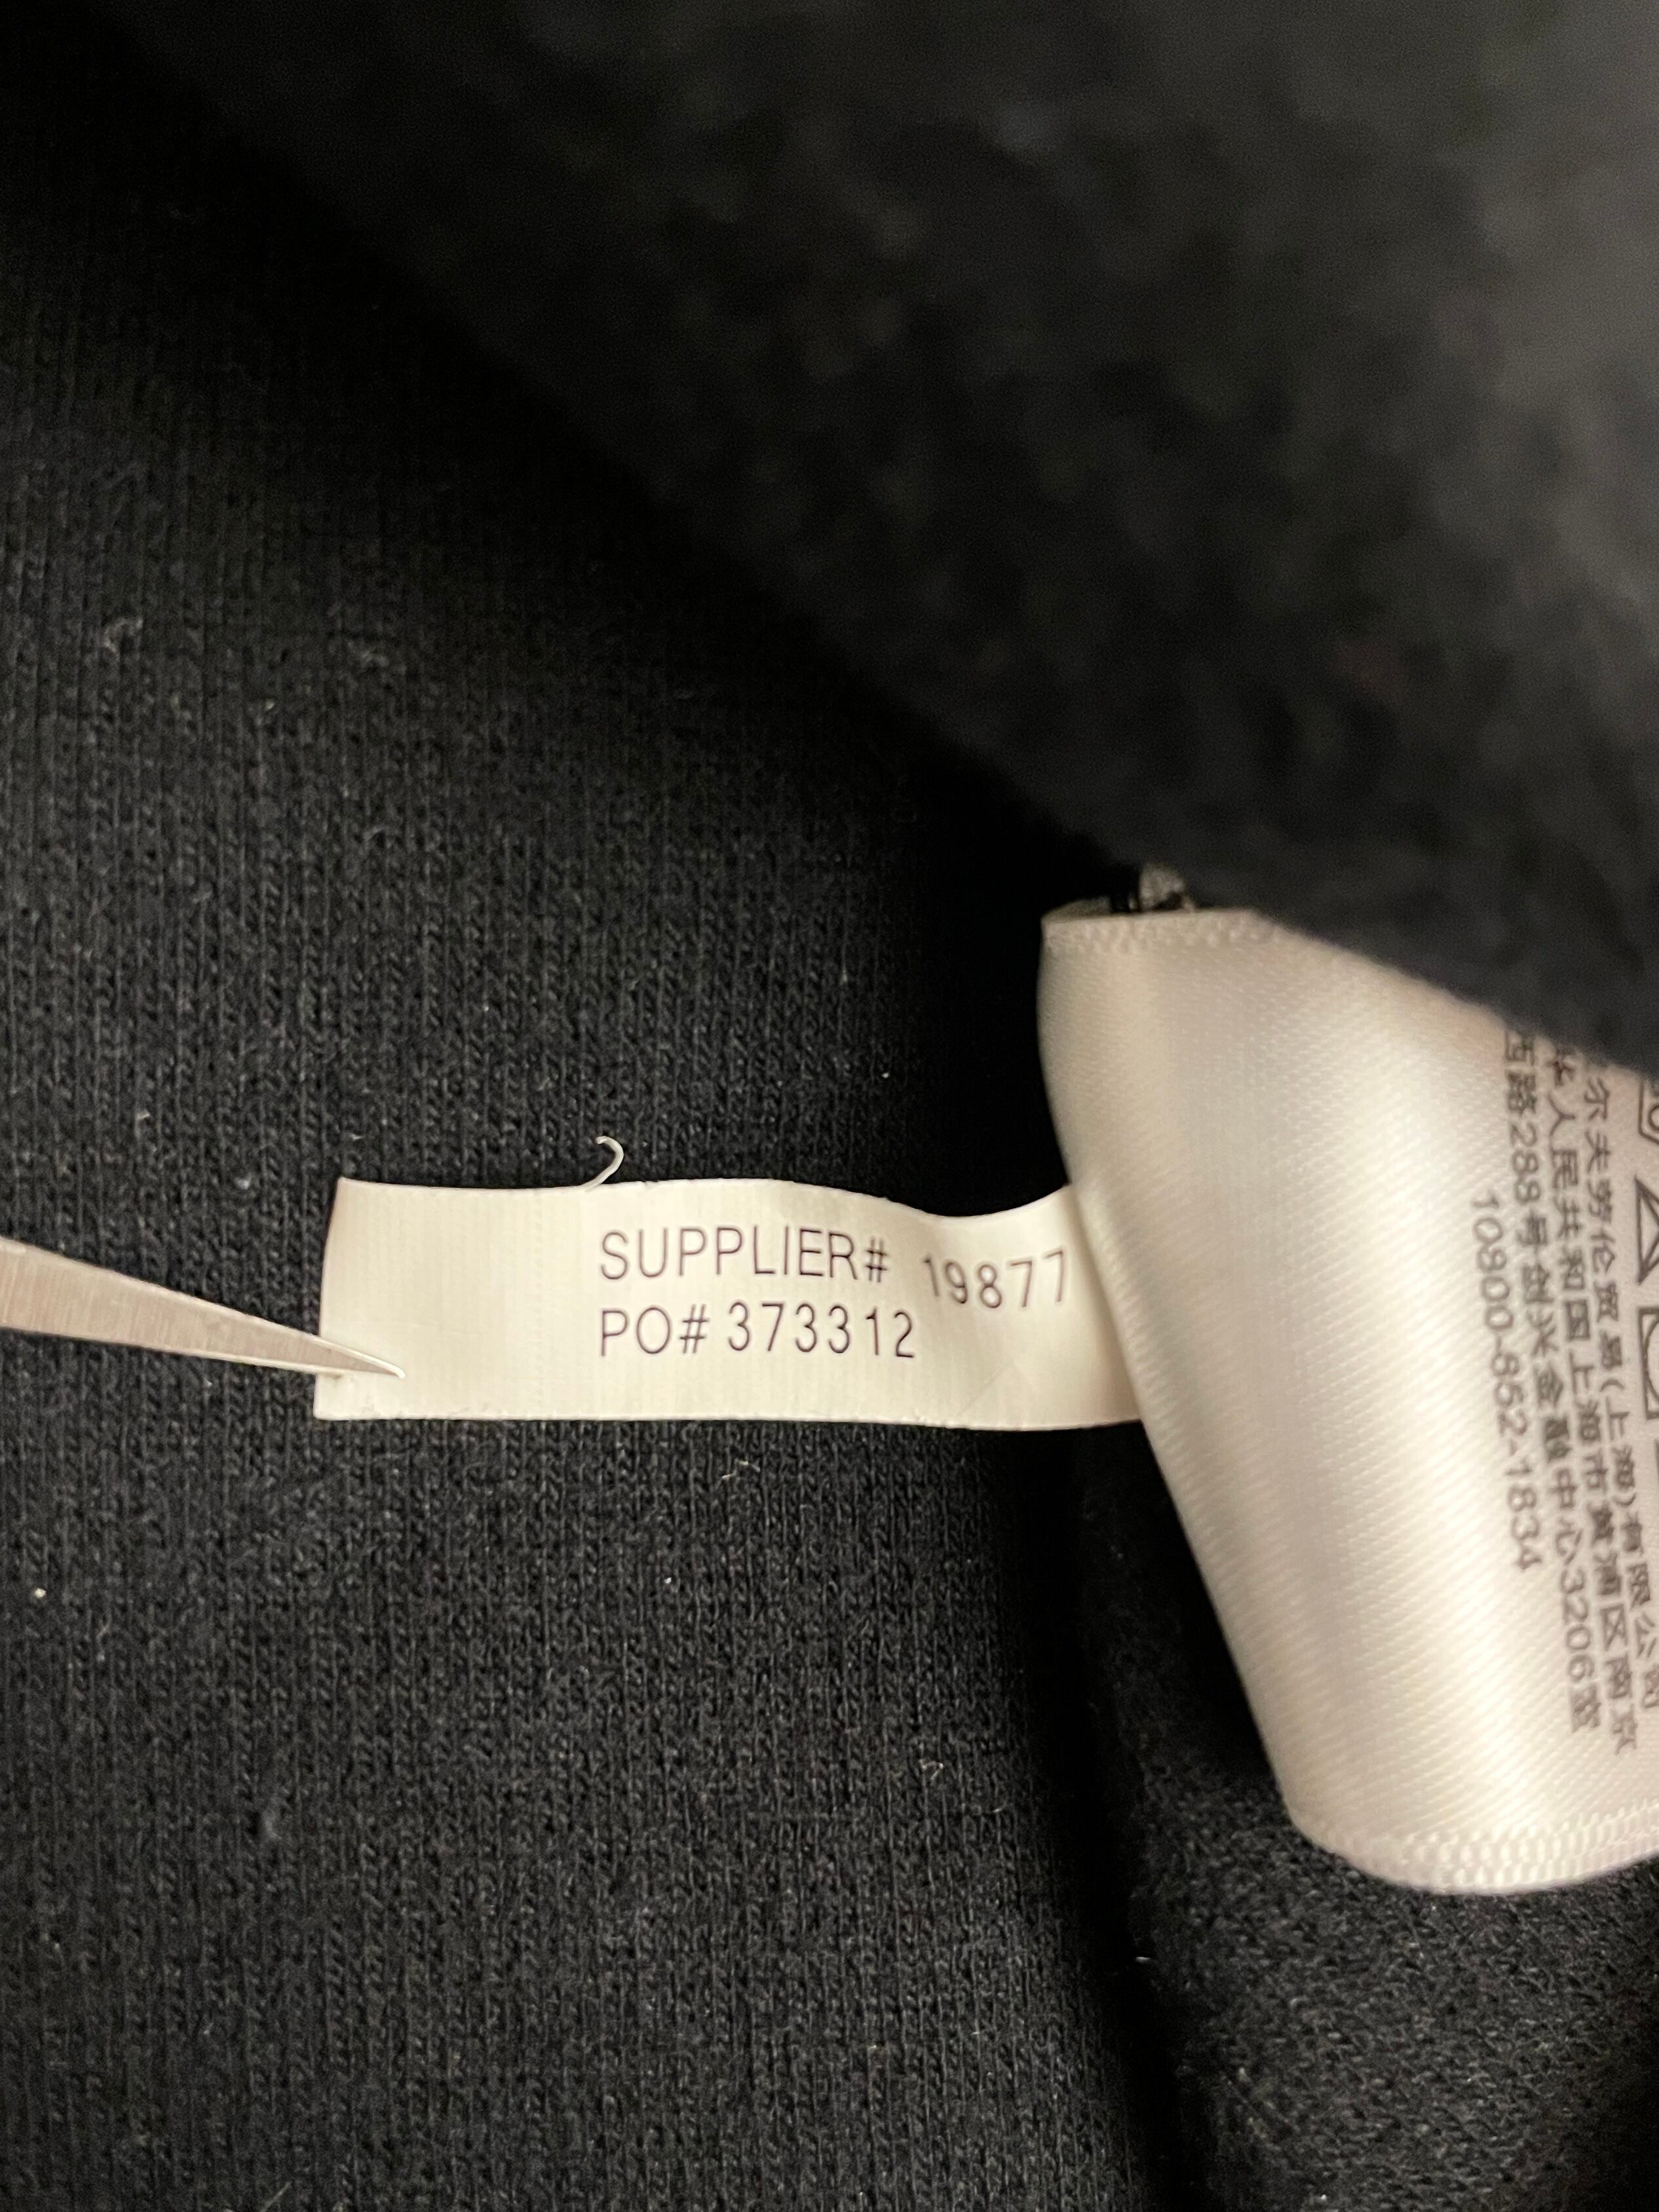 SUPPLIER# 19877
PO# 373312
尔夫劳伦贸易(上海)有限公司
人民共和国上海市黄浦区南京
西路288号创兴金融中心3206室
10800-852-1834